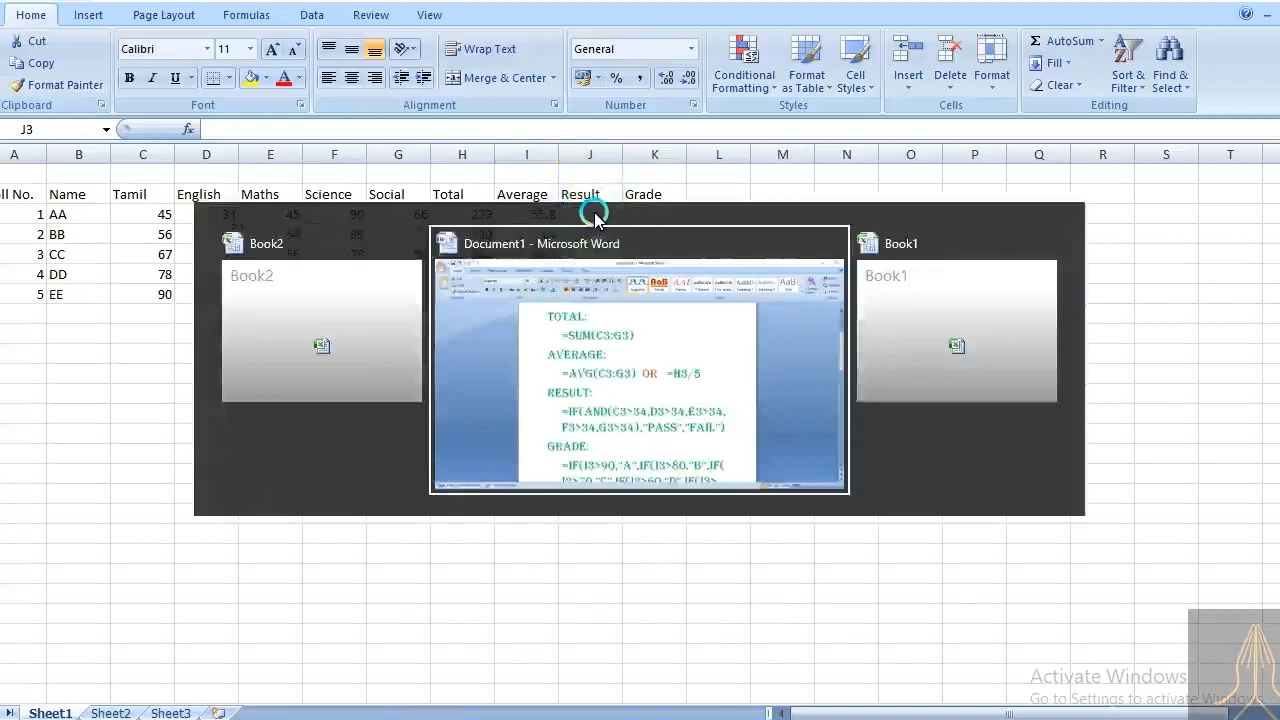 Home Insert Page Layout Formulas Data Review View
Cut
Copy
Format Painter
Clipboard
Calibri 11
B I U
Font
Wrap Text
Merge & Center
Alignment
General
% ,
Number
Conditional Formatting
Format as Table
Cell Styles
Styles
Insert Delete Format
Cells
Σ AutoSum
Fill
Clear
Sort & Filter
Find & Select
Editing
J3 fx
A B C D E F G H I J K L M N O P Q R S T
ll No. Name Tamil English Maths Science Social Total Average Result Grade
1 AA 45 45 90 66 55.8
2 BB 56
3 CC 67
4 DD 78
5 EE 90
Book2
Document1 - Microsoft Word
Book1
Book2
Book1
TOTAL:
=SUM(C3:G3)
AVERAGE:
=AVG(C3:G3) OR =H3/5
RESULT:
=IF(AND(C3>34,D3>34,E3>34,
F3>34,G3>34),"PASS","FAIL")
GRADE:
=IF(I3>90,"A",IF(I3>80,"B",IF(
Activate Windows
Go to Settings to activate Windows.
Sheet1 Sheet2 Sheet3